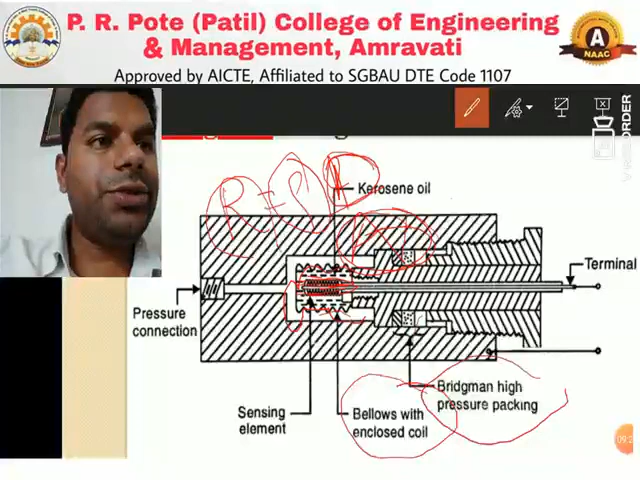 P. R. Pote (Patil) College of Engineering
& Management, Amravati
Approved by AICTE, Affiliated to SGBAU DTE Code 1107
A
NAAC
R = ρ
Kerosene oil
Terminal
Pressure
connection
Sensing
element
Bellows with
enclosed coil
Bridgman high
pressure packing